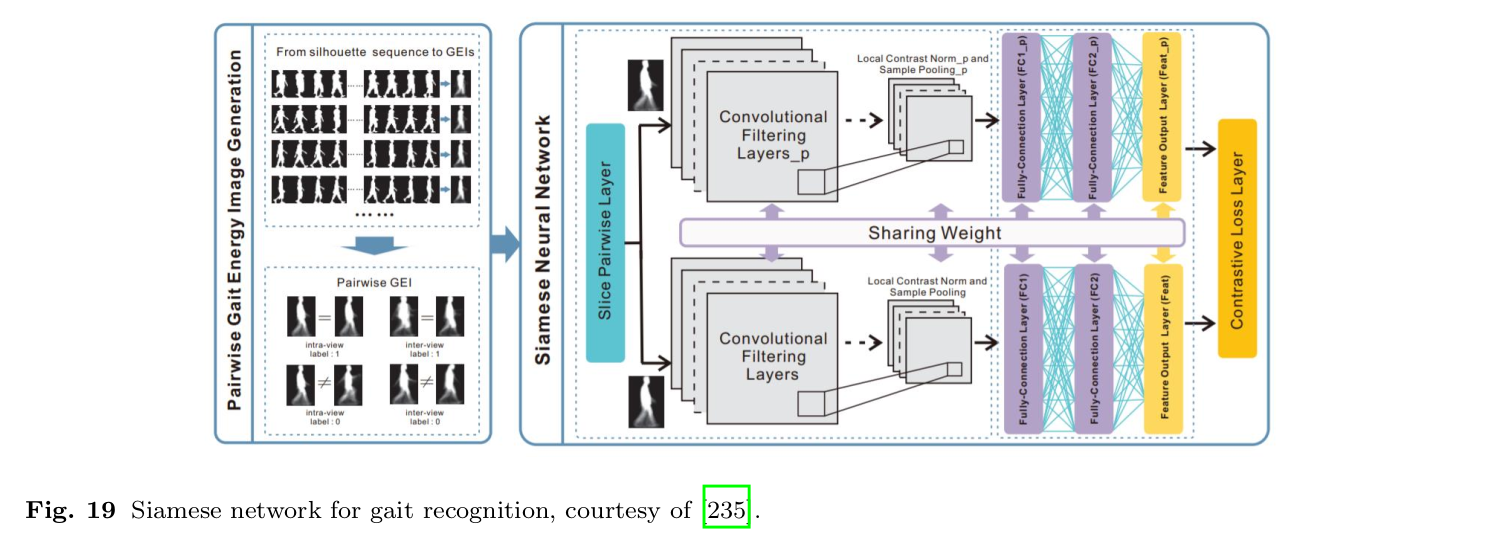 Pairwise Gait Energy Image Generation
From silhouette sequence to GEIs
... ...
Pairwise GEI
=
=
intra-view
label : 1
inter-view
label : 1
≠
≠
intra-view
label : 0
inter-view
label : 0
Siamese Neural Network
Slice Pairwise Layer
Convolutional
Filtering
Layers_p
Local Contrast Norm_p and
Sample Pooling_p
Fully-Connection Layer (FC1_p)
Fully-Connection Layer (FC2_p)
Feature Output Layer (Feat_p)
Sharing Weight
Convolutional
Filtering
Layers
Local Contrast Norm and
Sample Pooling
Fully-Connection Layer (FC1)
Fully-Connection Layer (FC2)
Feature Output Layer (Feat)
Contrastive Loss Layer
Fig. 19 Siamese network for gait recognition, courtesy of [235].